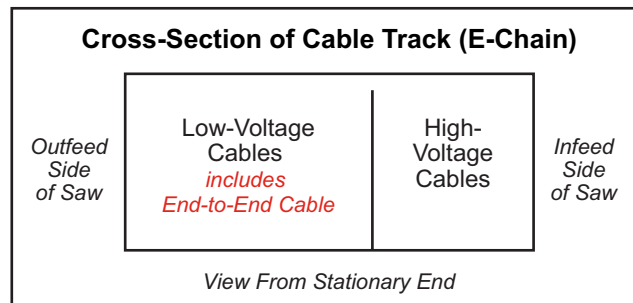 Cross-Section of Cable Track (E-Chain)
Outfeed
Side
of Saw
Low-Voltage
Cables
includes
End-to-End Cable
High-
Voltage
Cables
Infeed
Side
of Saw
View From Stationary End